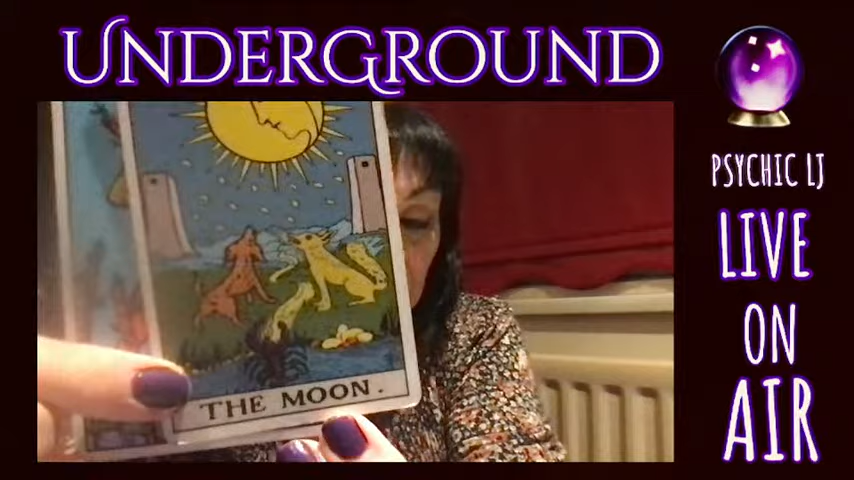 UNDERGROUND
PSYCHIC LJ
LIVE
ON
AIR
THE MOON.